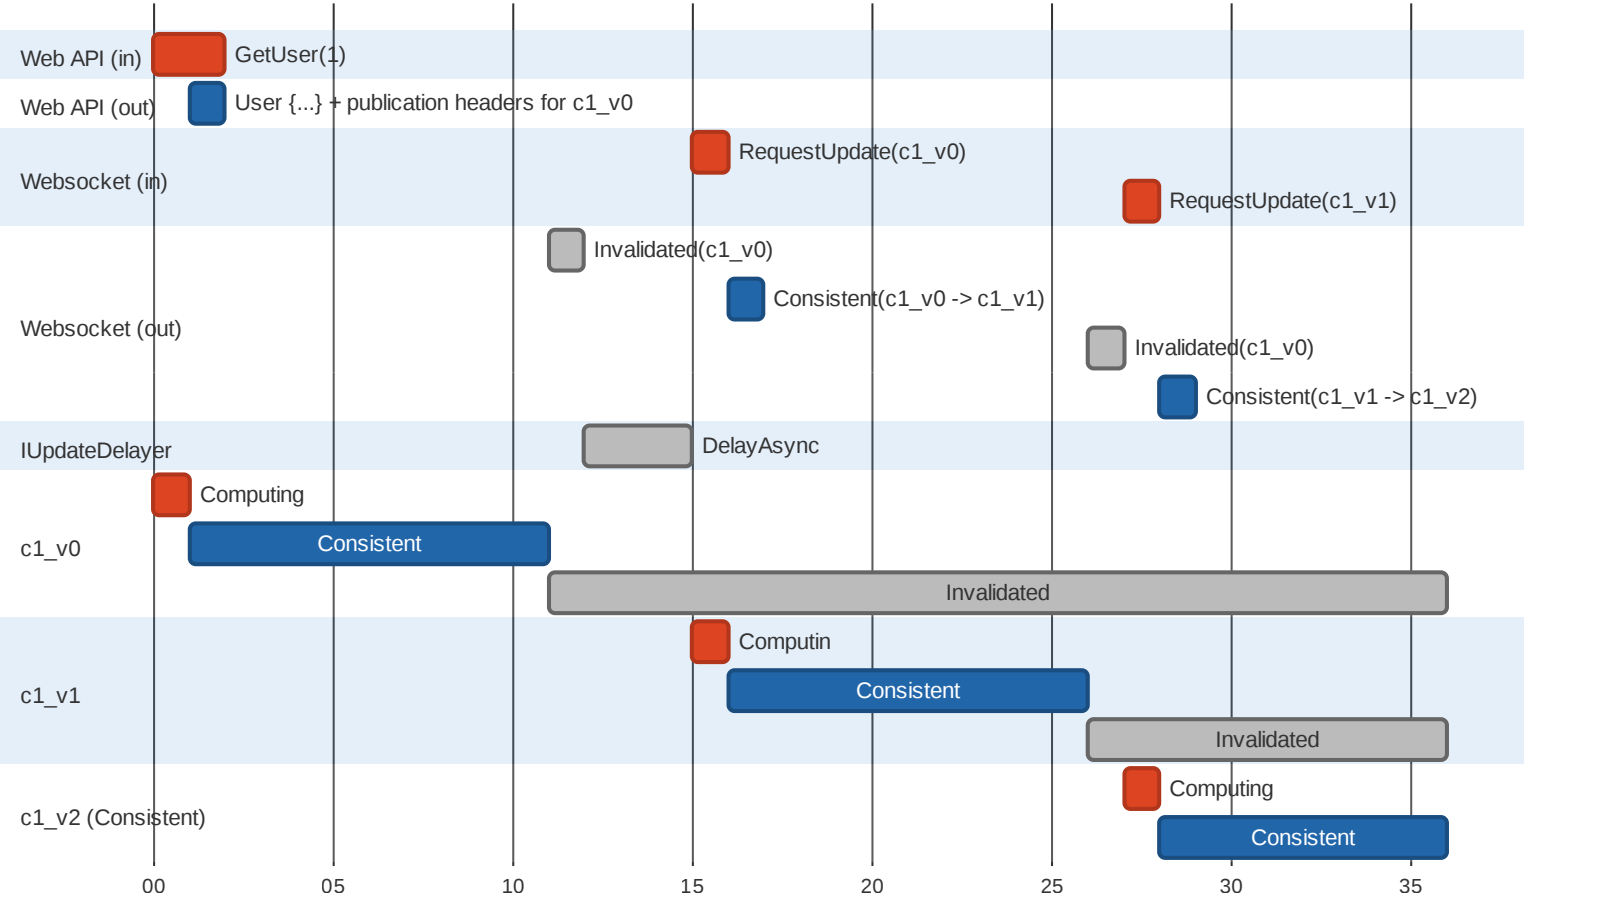 Web API (in)
GetUser(1)
Web API (out)
User {...} + publication headers for c1_v0
RequestUpdate(c1_v0)
Websocket (in)
RequestUpdate(c1_v1)
Invalidated(c1_v0)
Consistent(c1_v0 -> c1_v1)
Websocket (out)
Invalidated(c1_v0)
Consistent(c1_v1 -> c1_v2)
IUpdateDelayer
DelayAsync
Computing
c1_v0
Consistent
Invalidated
Computin
c1_v1
Consistent
Invalidated
Computing
c1_v2 (Consistent)
Consistent
00 05 10 15 20 25 30 35